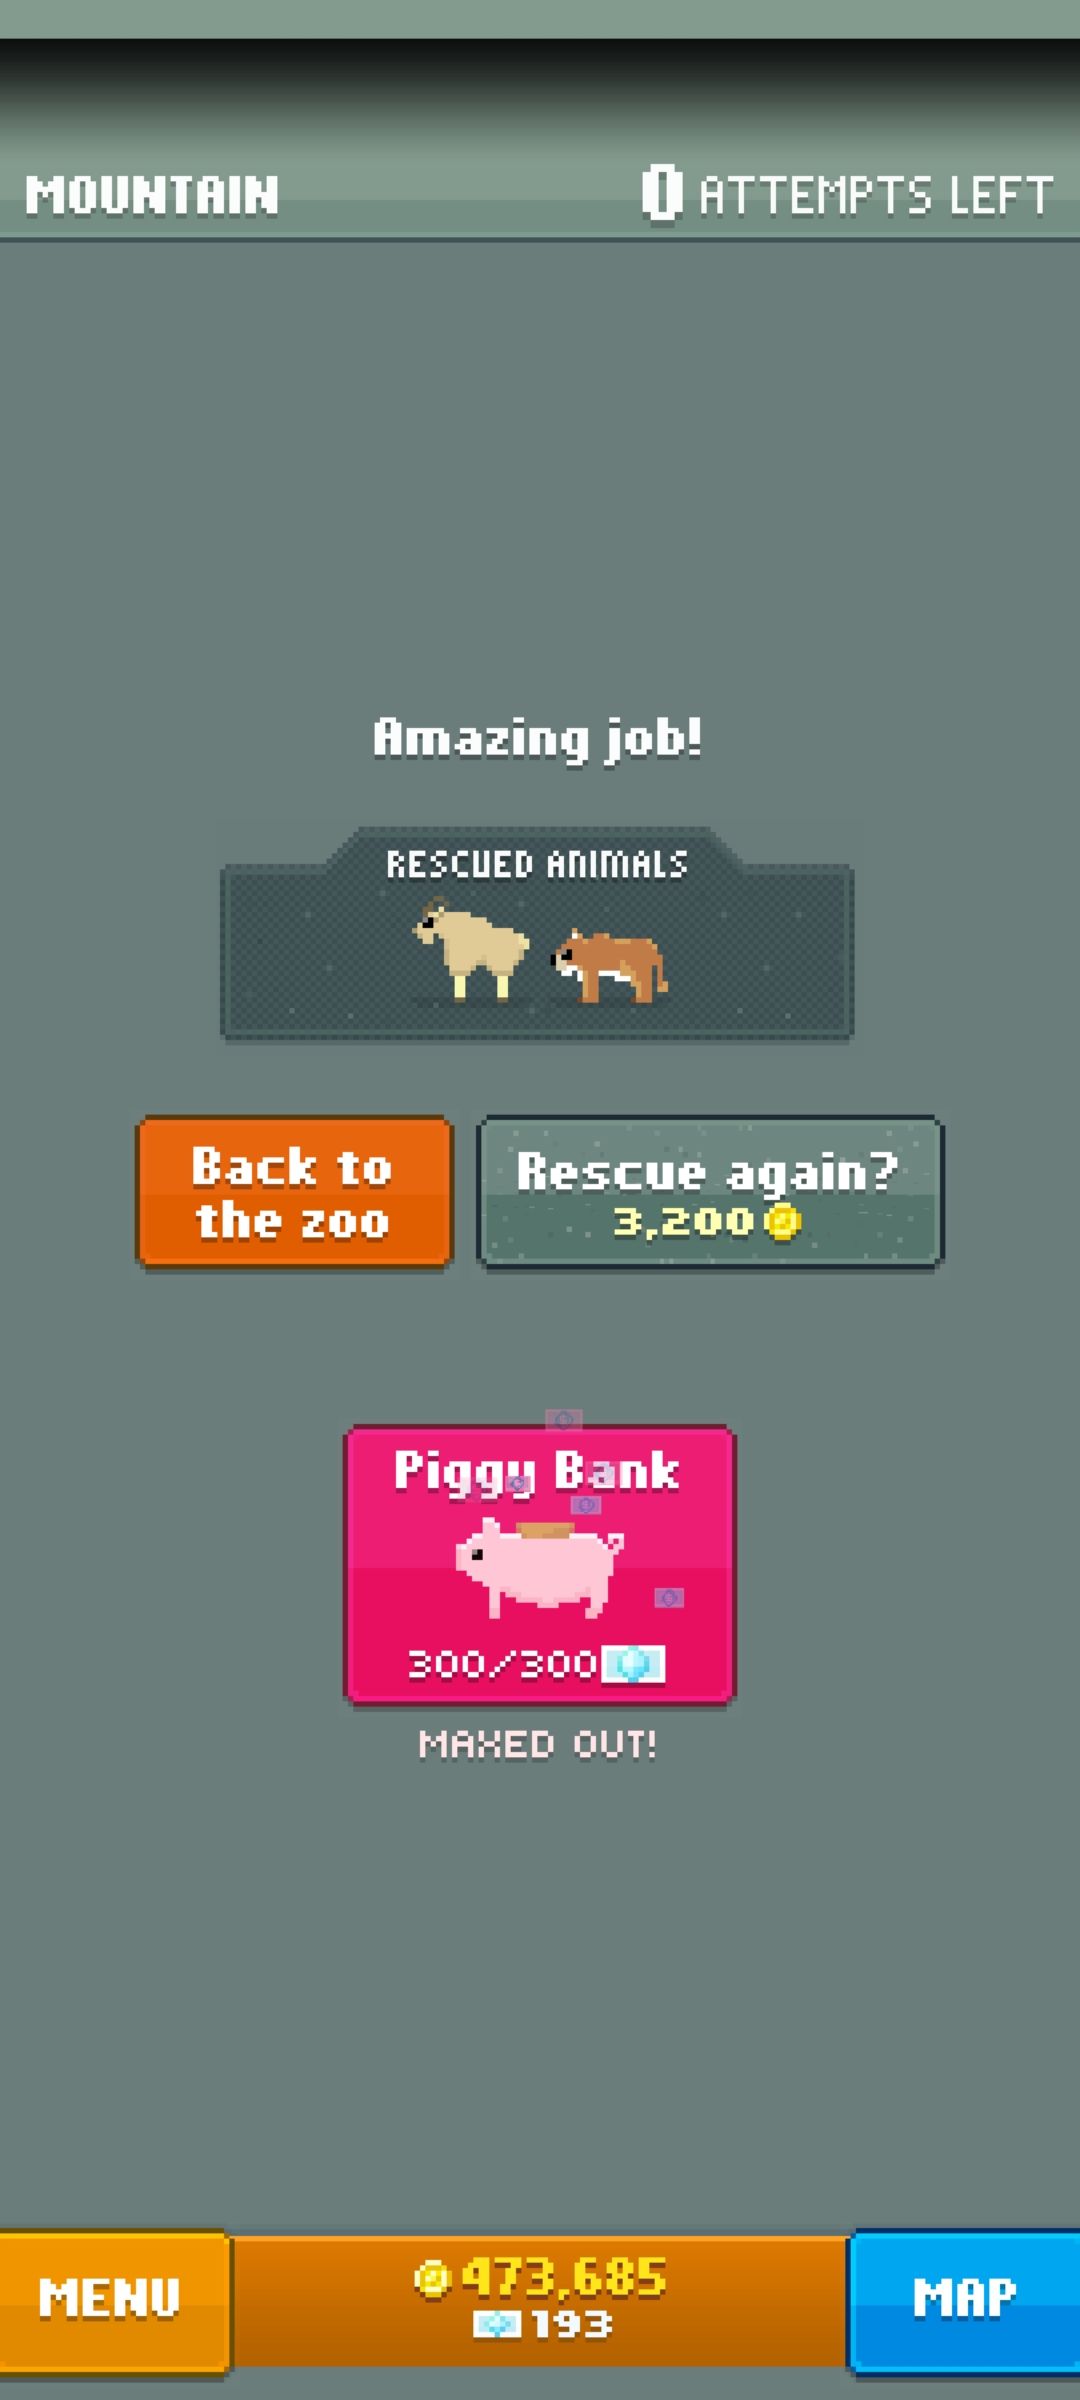 MOUNTAIN
0 ATTEMPTS LEFT
Amazing job!
RESCUED ANIMALS
Back to
the zoo
Rescue again?
3,200
Piggy Bank
300/300
MAXED OUT!
MENU
473,685
193
MAP